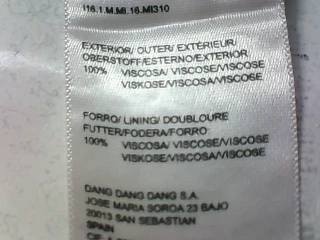 116.1.M.MI.16.MI310
EXTERIOR/ OUTER/ EXTÉRIEUR/
OBERSTOFF/ESTERNO/EXTERIOR
100% VISCOSA/ VISCOSE/VISCOSE
VISKOSE/VISCOSA/VISCOSE
FORRO/ LINING/ DOUBLOURE
FUTTER/FODERA/FORRO:
100% VISCOSA/ VISCOSE/VISCOSE
VISKOSE/VISCOSA/VISCOSE
DANG DANG DANG S.A.
JOSE MARIA SOROA 23 BAJO
20013 SAN SEBASTIAN
SPAIN